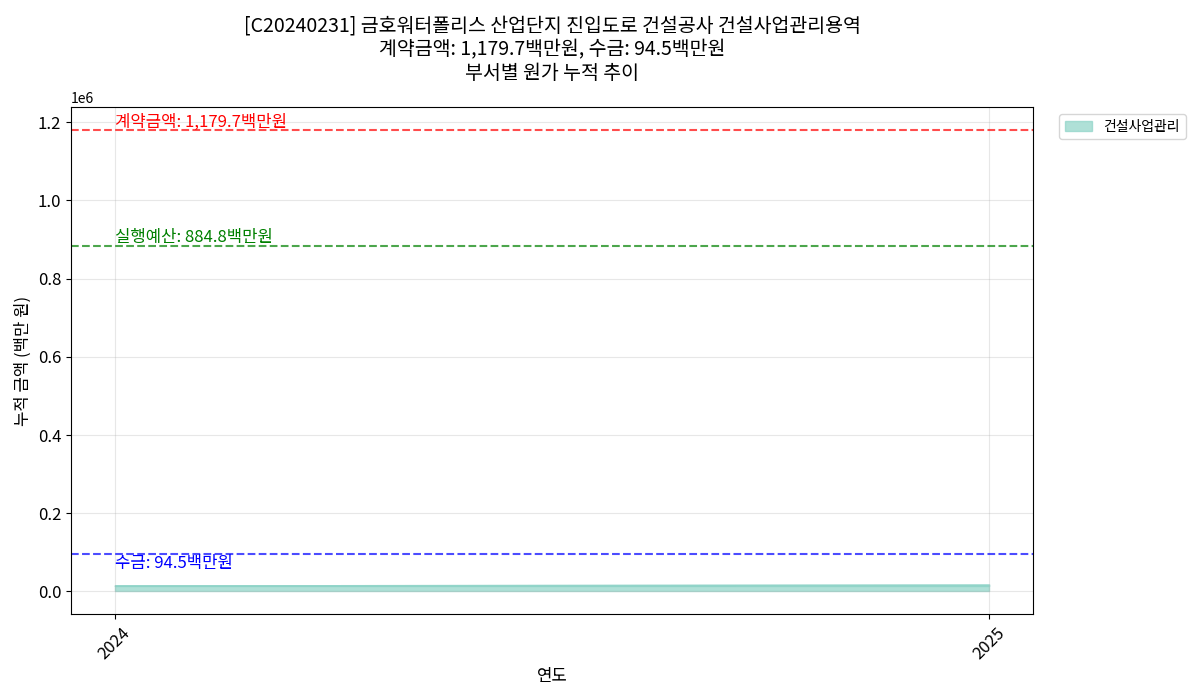 [C20240231] 금호워터폴리스 산업단지 진입도로 건설공사 건설사업관리용역
계약금액: 1,179.7백만원, 수금: 94.5백만원
부서별 원가 누적 추이
1e6
1.2
1.0
0.8
0.6
0.4
0.2
0.0
누적 금액 (백만 원)
계약금액: 1,179.7백만원
실행예산: 884.8백만원
수금: 94.5백만원
건설사업관리
2024
2025
연도